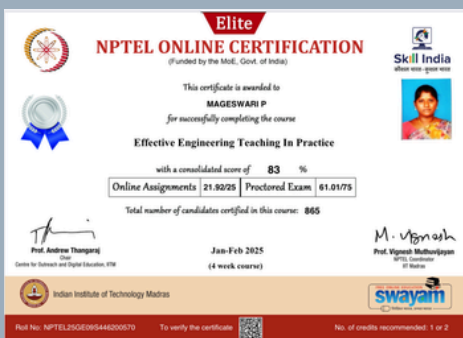 Elite
NPTEL ONLINE CERTIFICATION
(Funded by the MoE, Govt. of India)
Skill India
कौशल भारत - कुशल भारत
This certificate is awarded to
MAGESWARI P
for successfully completing the course
Effective Engineering Teaching In Practice
with a consolidated score of 83 %
Online Assignments 21.92/25 Proctored Exam 61.01/75
Total number of candidates certified in this course: 865
M. Vignesh
Prof. Andrew Thangaraj
Chair
Centre for Outreach and Digital Education, IITM
Jan-Feb 2025
(4 week course)
Prof. Vignesh Muthuvijayan
NPTEL Coordinator
IIT Madras
Indian Institute of Technology Madras
swayam
Roll No: NPTEL25GE09S446200570
To verify the certificate
No. of credits recommended: 1 or 2